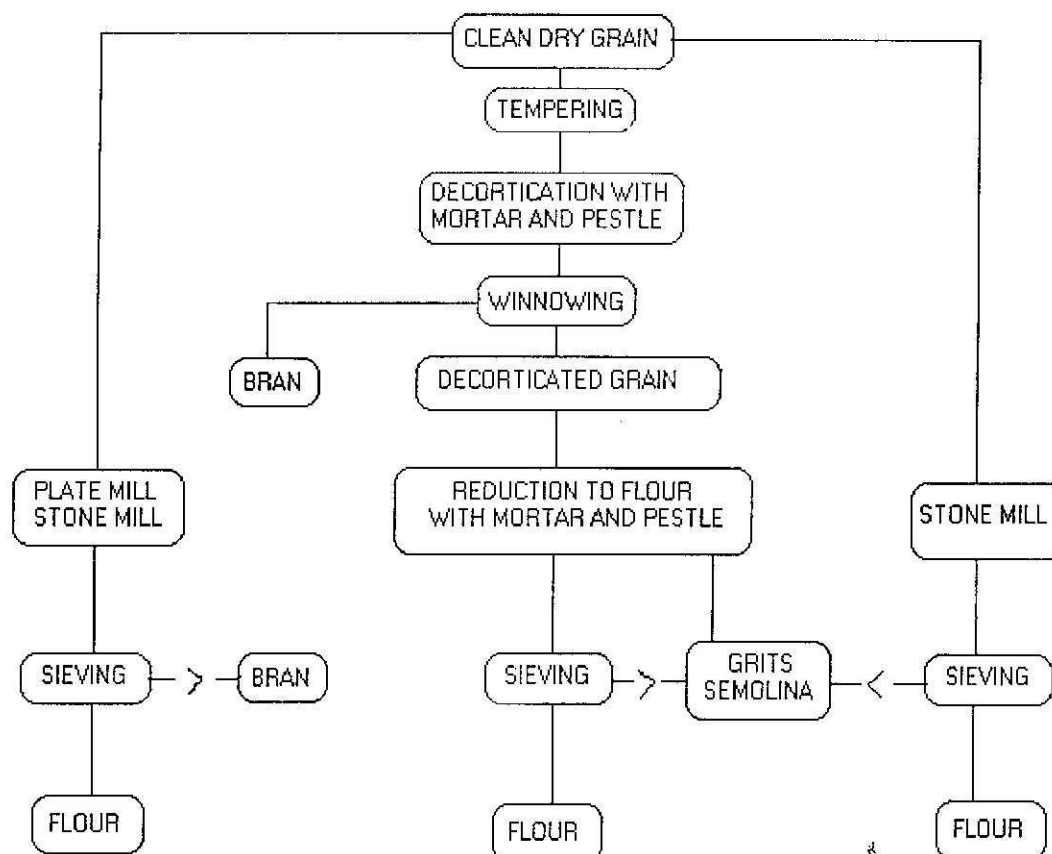 CLEAN DRY GRAIN
TEMPERING
DECORTICATION WITH
MORTAR AND PESTLE
WINNOWING
BRAN
DECORTICATED GRAIN
PLATE MILL
STONE MILL
REDUCTION TO FLOUR
WITH MORTAR AND PESTLE
STONE MILL
SIEVING
BRAN
SIEVING
GRITS
SEMOLINA
SIEVING
FLOUR
FLOUR
FLOUR